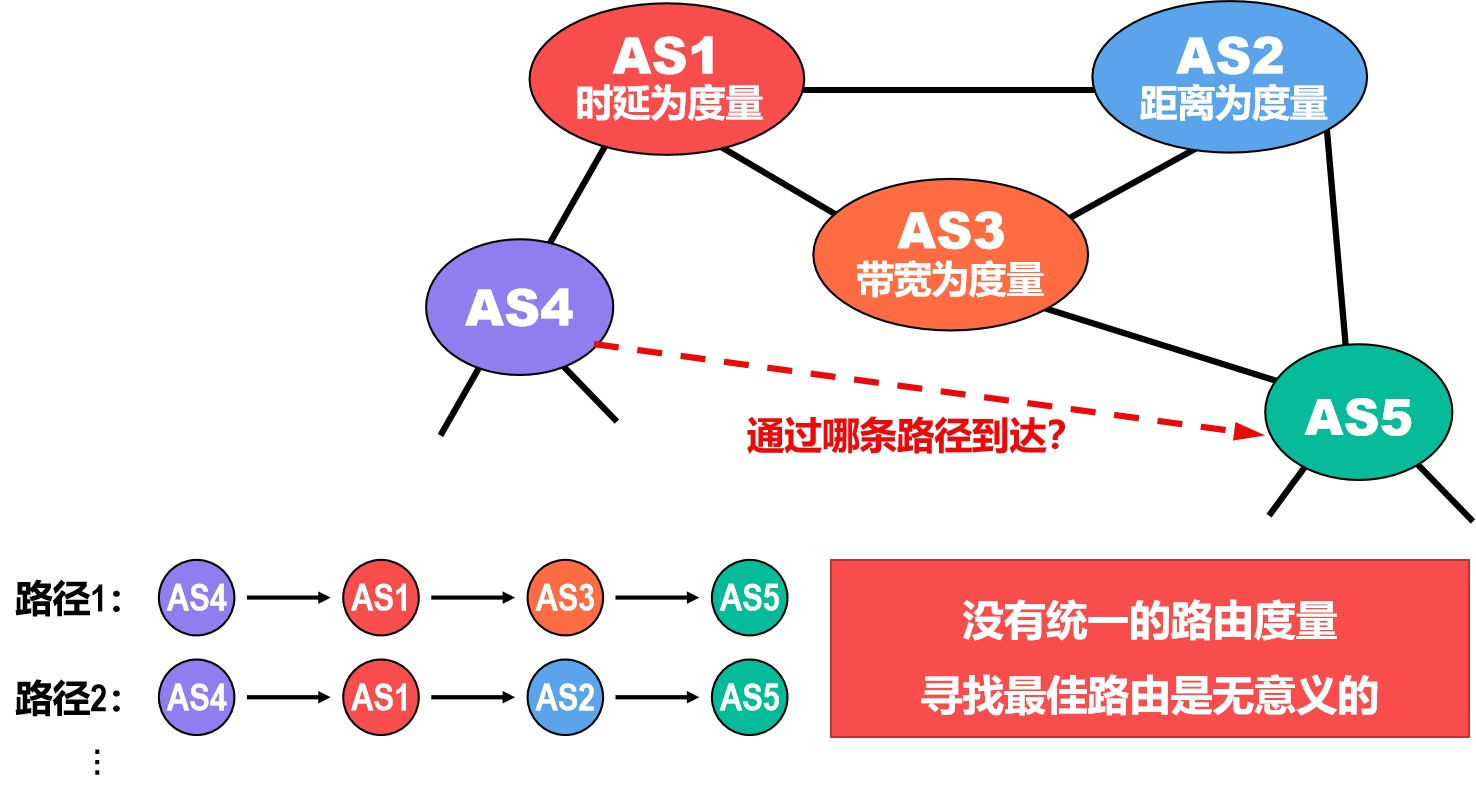 AS1
时延为度量
AS2
距离为度量
AS3
带宽为度量
AS4
AS5
通过哪条路径到达？
路径1： AS4 AS1 AS3 AS5
路径2： AS4 AS1 AS2 AS5
⋮
没有统一的路由度量
寻找最佳路由是无意义的